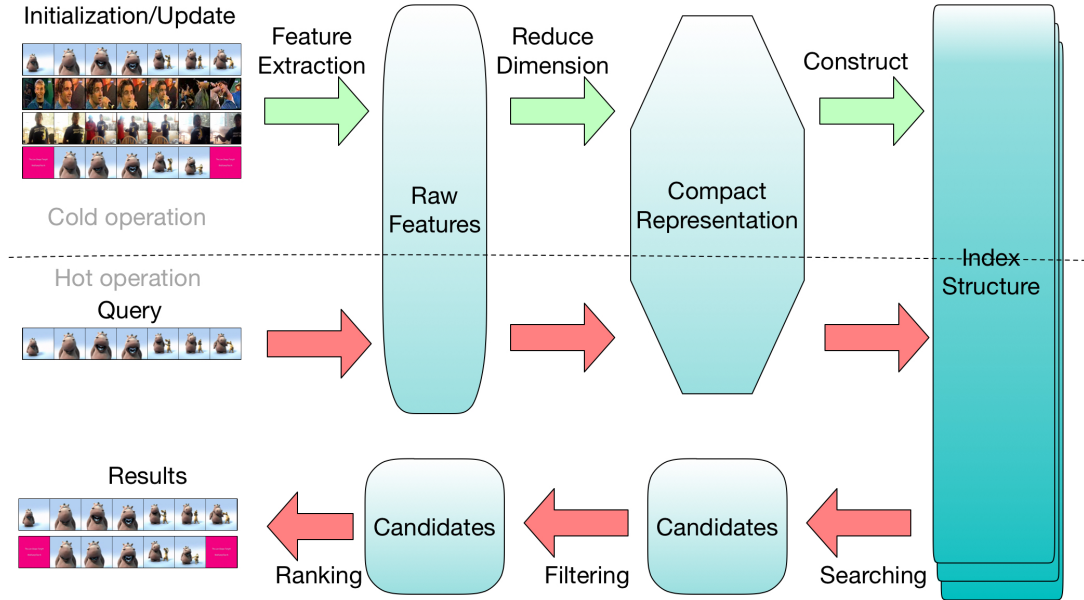 Initialization/Update
Feature
Extraction
Reduce
Dimension
Construct
Raw
Features
Compact
Representation
Index
Structure
Cold operation
Hot operation
Query
Results
Candidates
Candidates
Ranking
Filtering
Searching